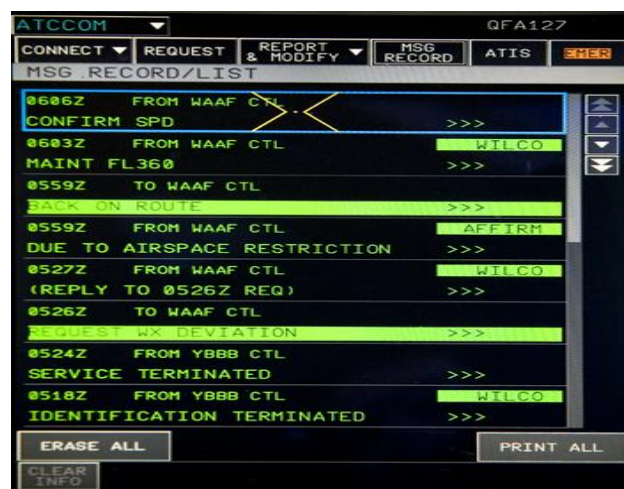 ATCCOM QFA127
CONNECT REQUEST REPORT & MODIFY MSG RECORD ATIS EMER
MSG RECORD/LIST
0606Z FROM WAAF CTL
CONFIRM SPD >>>
0603Z FROM WAAF CTL WILCO
MAINT FL360 >>>
0559Z TO WAAF CTL
BACK ON ROUTE >>>
0559Z FROM WAAF CTL AFFIRM
DUE TO AIRSPACE RESTRICTION >>>
0527Z FROM WAAF CTL WILCO
(REPLY TO 0526Z REQ) >>>
0526Z TO WAAF CTL
REQUEST WX DEVIATION >>>
0524Z FROM YBBB CTL
SERVICE TERMINATED >>>
0518Z FROM YBBB CTL WILCO
IDENTIFICATION TERMINATED >>>
ERASE ALL PRINT ALL
CLEAR INFO